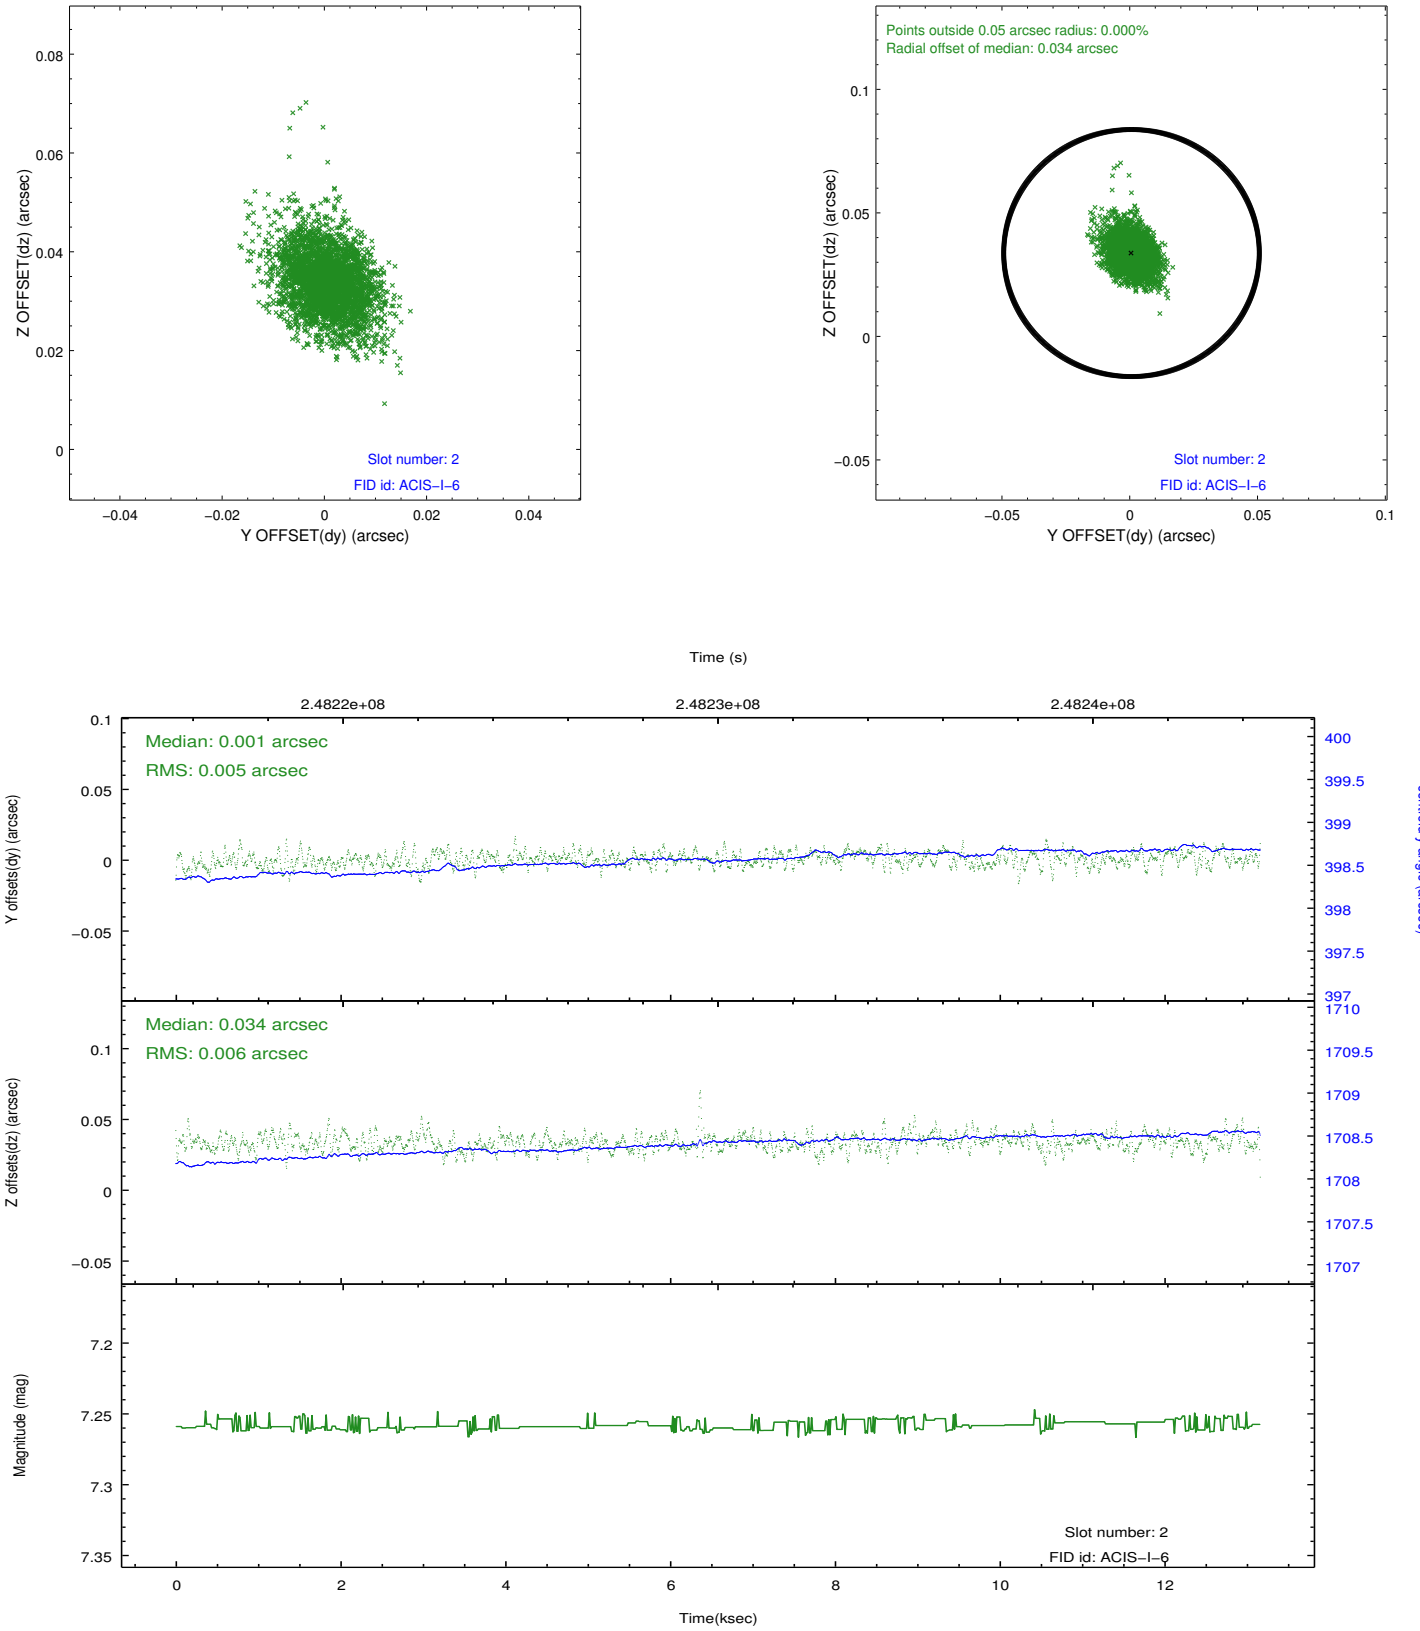 0.08
0.06
0.04
0.02
0
Z OFFSET(dz) (arcsec)
Slot number: 2
FID id: ACIS−I−6
−0.04
−0.02
0
0.02
0.04
Y OFFSET(dy) (arcsec)
Points outside 0.05 arcsec radius: 0.000%
Radial offset of median: 0.034 arcsec
0.1
0.05
0
−0.05
Z OFFSET(dz) (arcsec)
Slot number: 2
FID id: ACIS−I−6
−0.05
0
0.05
0.1
Y OFFSET(dy) (arcsec)
Time (s)
2.4822e+08
2.4823e+08
2.4824e+08
Median: 0.001 arcsec
RMS: 0.005 arcsec
0.1
0.05
0
−0.05
Y offsets(dy) (arcsec)
400
399.5
399
398.5
398
397.5
397
Median: 0.034 arcsec
RMS: 0.006 arcsec
0.1
0.05
0
−0.05
Z offsets(dz) (arcsec)
1710
1709.5
1709
1708.5
1708
1707.5
1707
7.2
7.25
7.3
7.35
Magnitude (mag)
Slot number: 2
FID id: ACIS−I−6
0
2
4
6
8
10
12
Time(ksec)